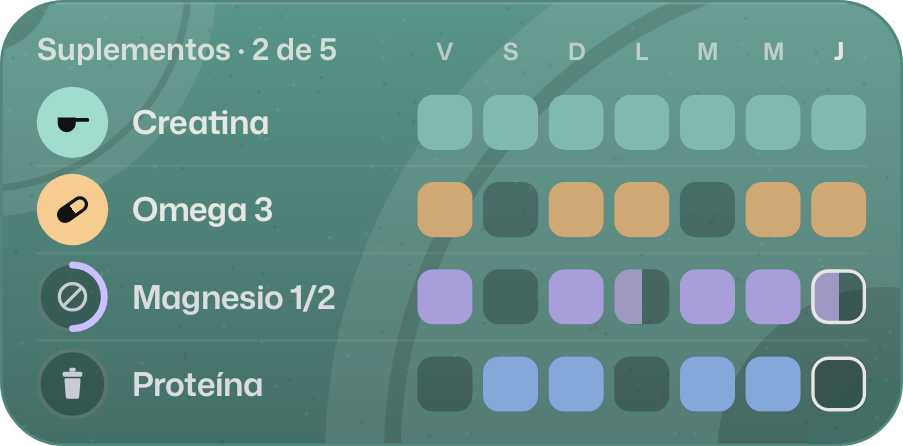 Suplementos · 2 de 5 V S D L M M J
Creatina
Omega 3
Magnesio 1/2
Proteína